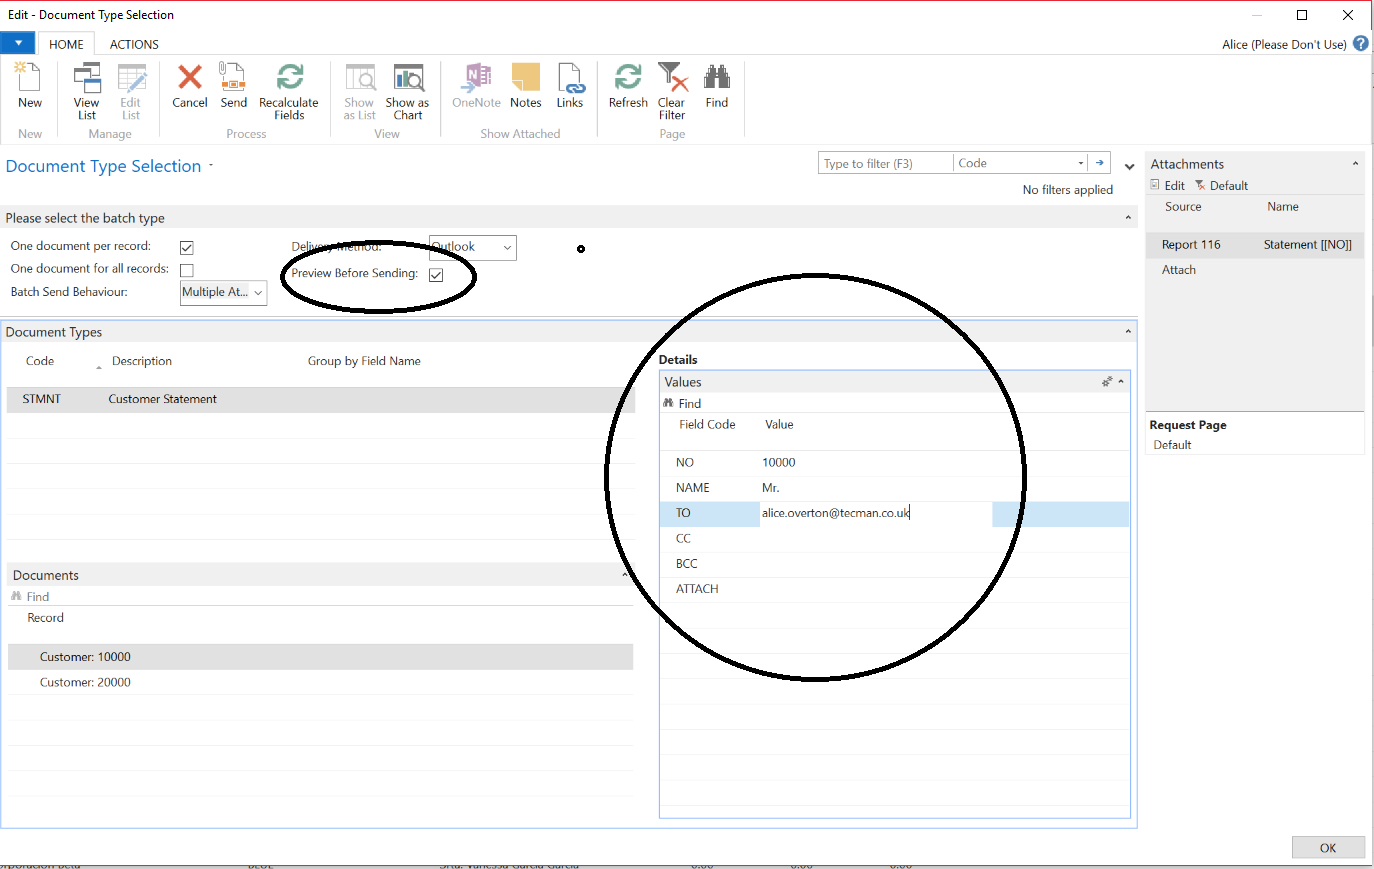 Edit - Document Type Selection
HOME ACTIONS Alice (Please Don't Use)
New View List Edit List Cancel Send Recalculate Fields Show as List Show as Chart OneNote Notes Links Refresh Clear Filter Find
New Manage Process View Show Attached Page
Document Type Selection
Type to filter (F3) Code
No filters applied
Please select the batch type
One document per record: Delivery Method: Outlook
One document for all records: Preview Before Sending:
Batch Send Behaviour: Multiple At...
Document Types
Code Description Group by Field Name
STMNT Customer Statement
Documents
Find
Record
Customer: 10000
Customer: 20000
Details
Values
Find
Field Code Value
NO 10000
NAME Mr.
TO alice.overton@tecman.co.uk
CC
BCC
ATTACH
Attachments
Edit Default
Source Name
Report 116 Statement [[NO]]
Attach
Request Page
Default
OK